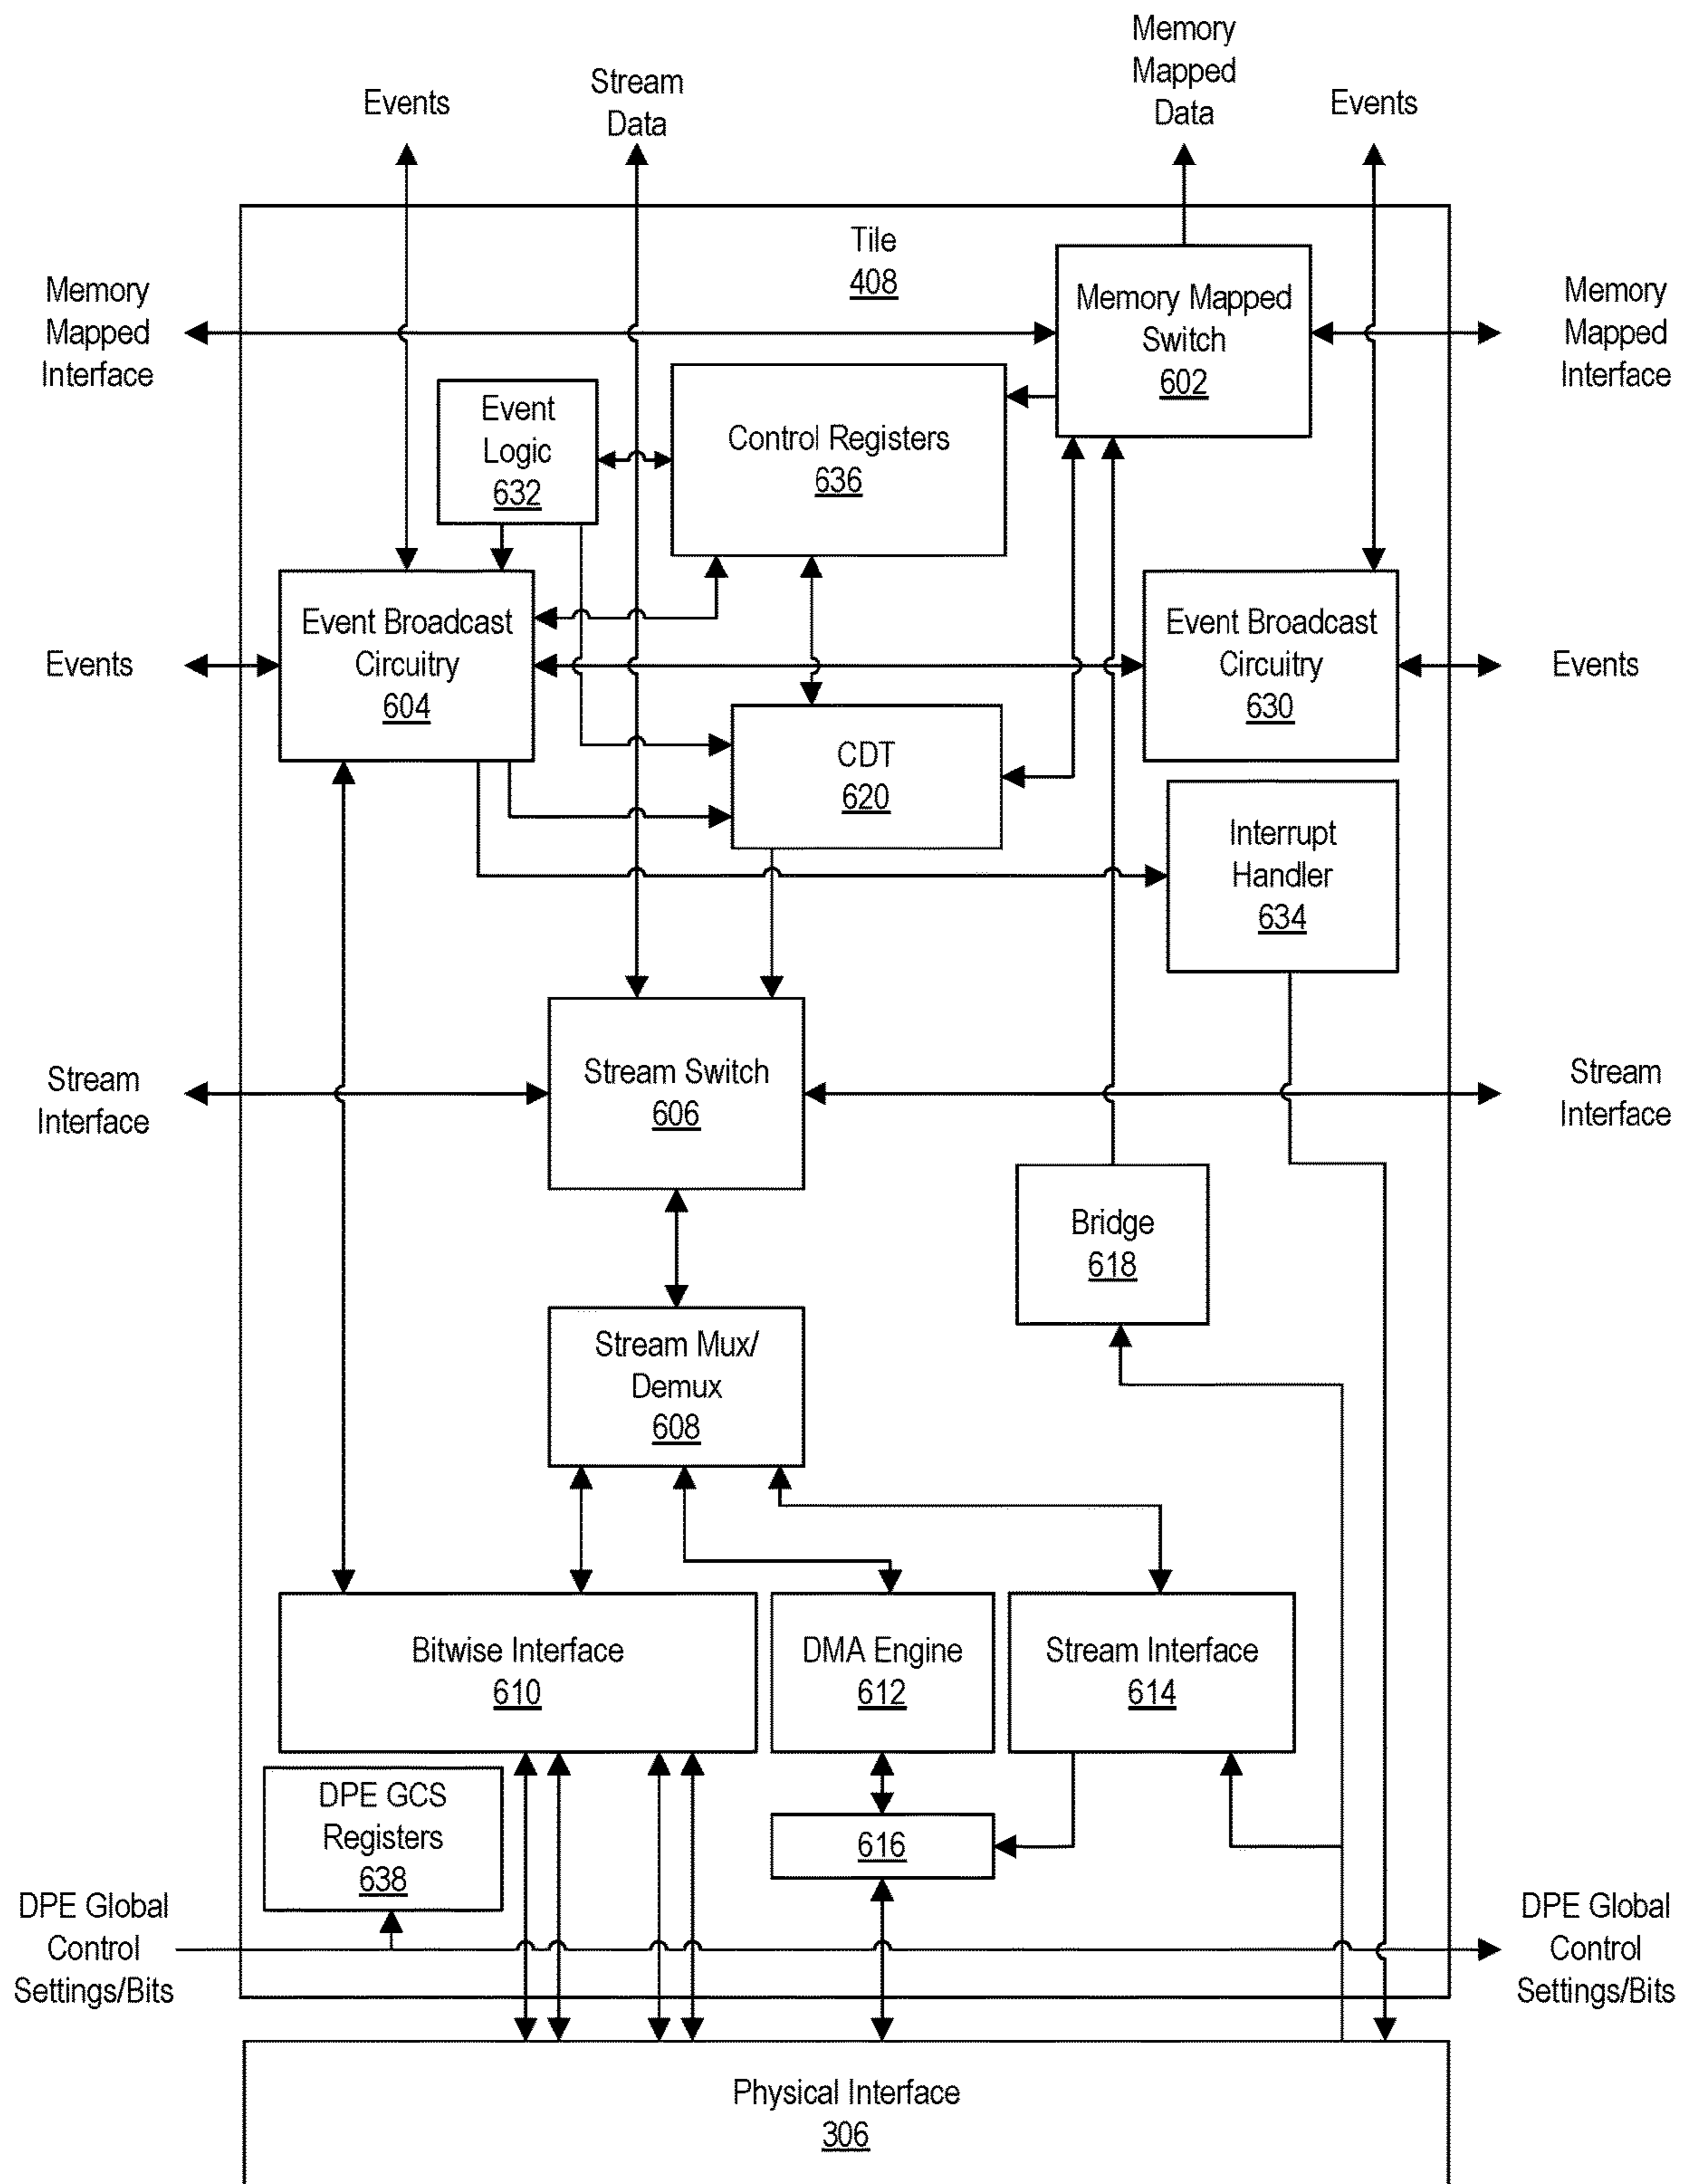 Memory
Mapped
Data
Stream
Data
Events
Events
Tile
408
Memory
Mapped
Interface
Memory Mapped
Switch
602
Memory
Mapped
Interface
Event
Logic
632
Control Registers
636
Events
Event Broadcast
Circuitry
604
Event Broadcast
Circuitry
630
Events
CDT
620
Interrupt
Handler
634
Stream
Interface
Stream Switch
606
Stream
Interface
Bridge
618
Stream Mux/
Demux
608
Bitwise Interface
610
DMA Engine
612
Stream Interface
614
DPE GCS
Registers
638
616
DPE Global
Control
Settings/Bits
DPE Global
Control
Settings/Bits
Physical Interface
306